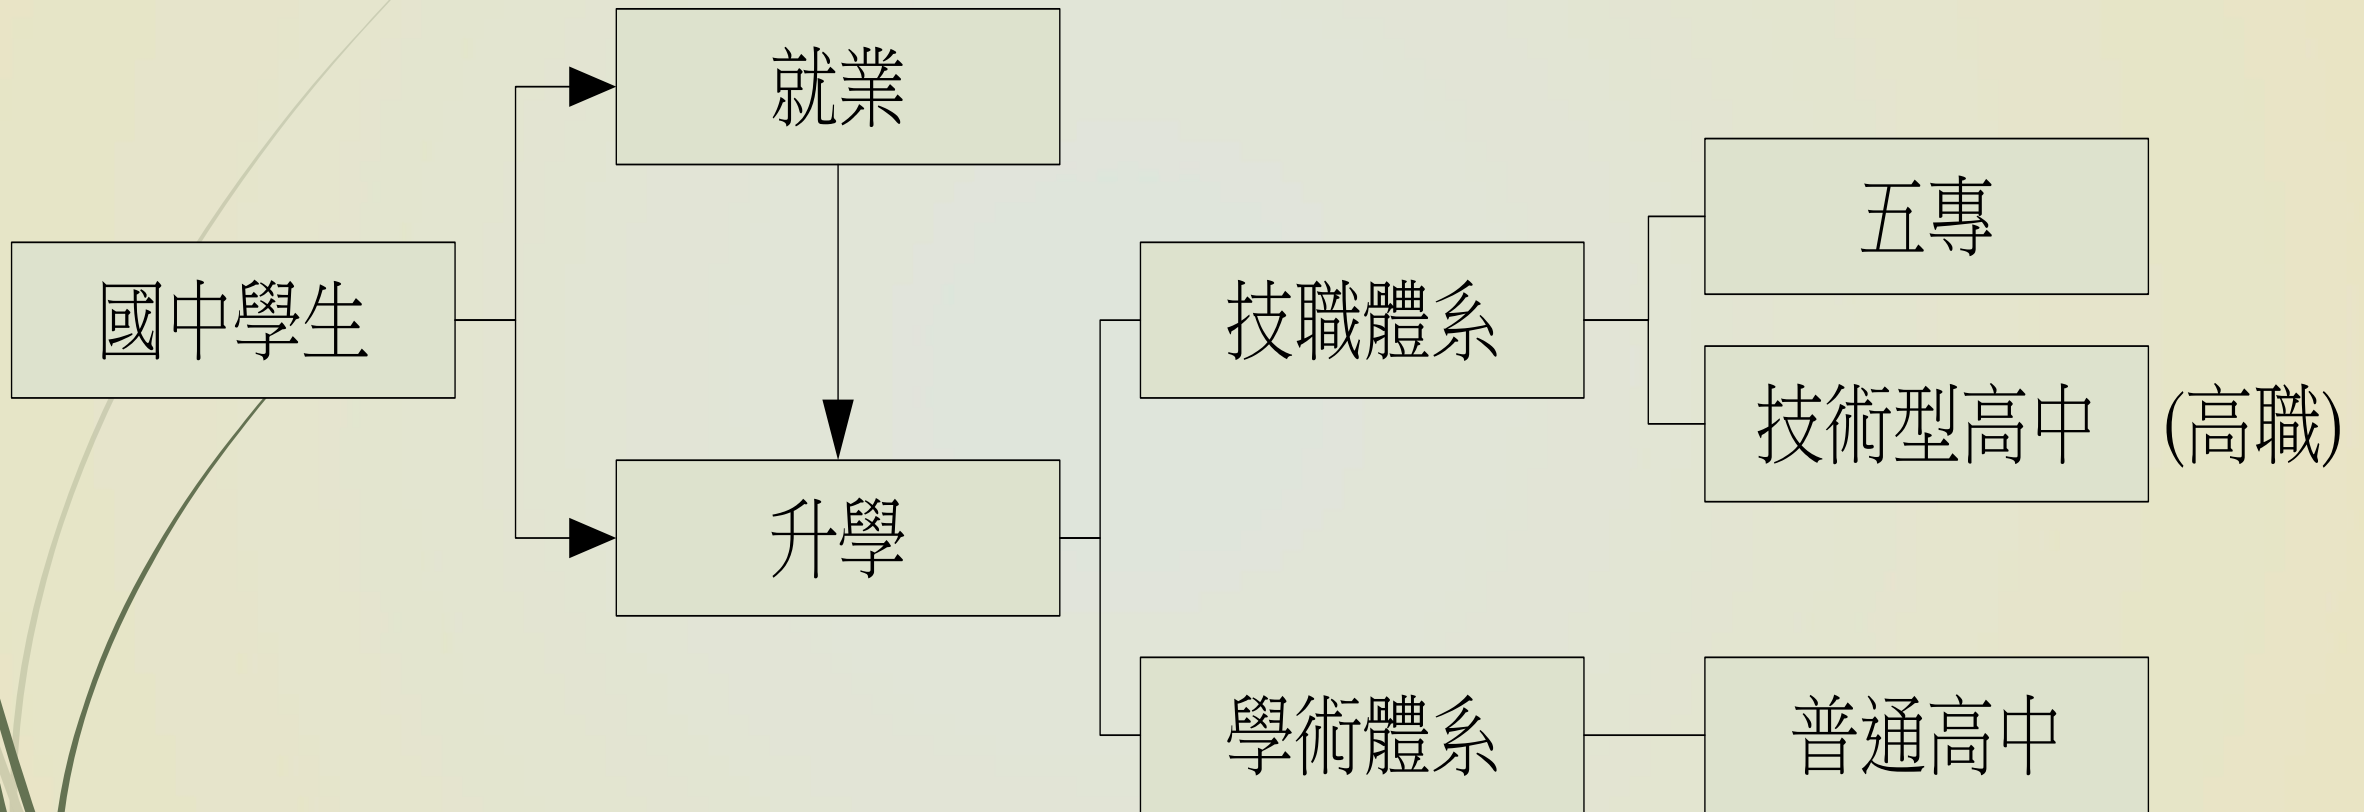 就業
五專
國中學生
技職體系
技術型高中 (高職)
升學
學術體系
普通高中